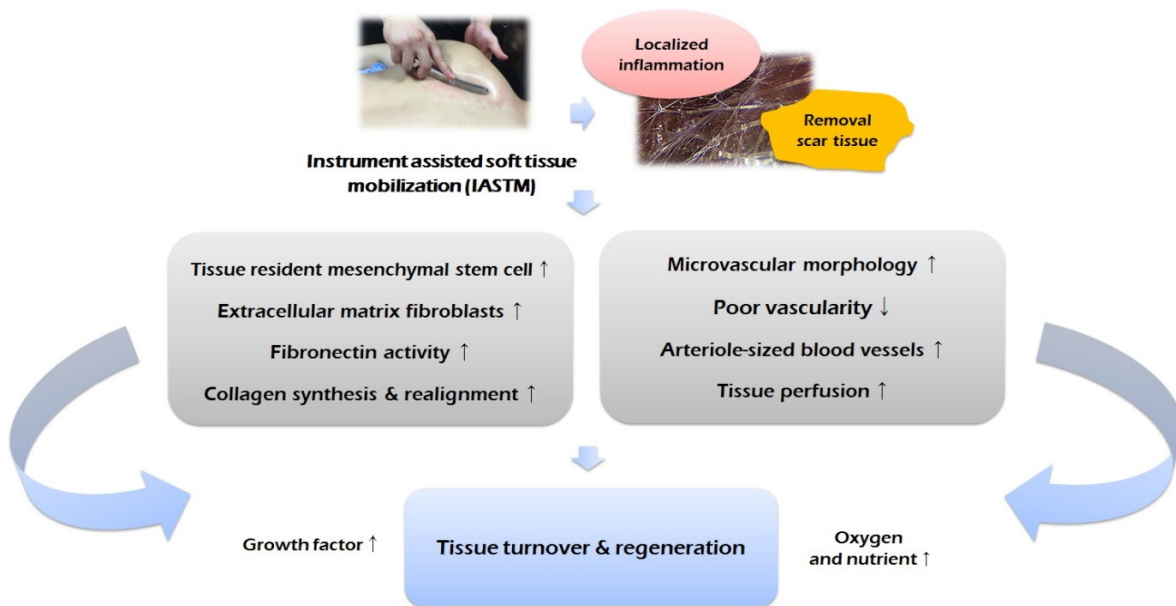 Localized
inflammation
Removal
scar tissue
Instrument assisted soft tissue
mobilization (IASTM)
Tissue resident mesenchymal stem cell ↑
Extracellular matrix fibroblasts ↑
Fibronectin activity ↑
Collagen synthesis & realignment ↑
Microvascular morphology ↑
Poor vascularity ↓
Arteriole-sized blood vessels ↑
Tissue perfusion ↑
Growth factor ↑
Tissue turnover & regeneration
Oxygen
and nutrient ↑